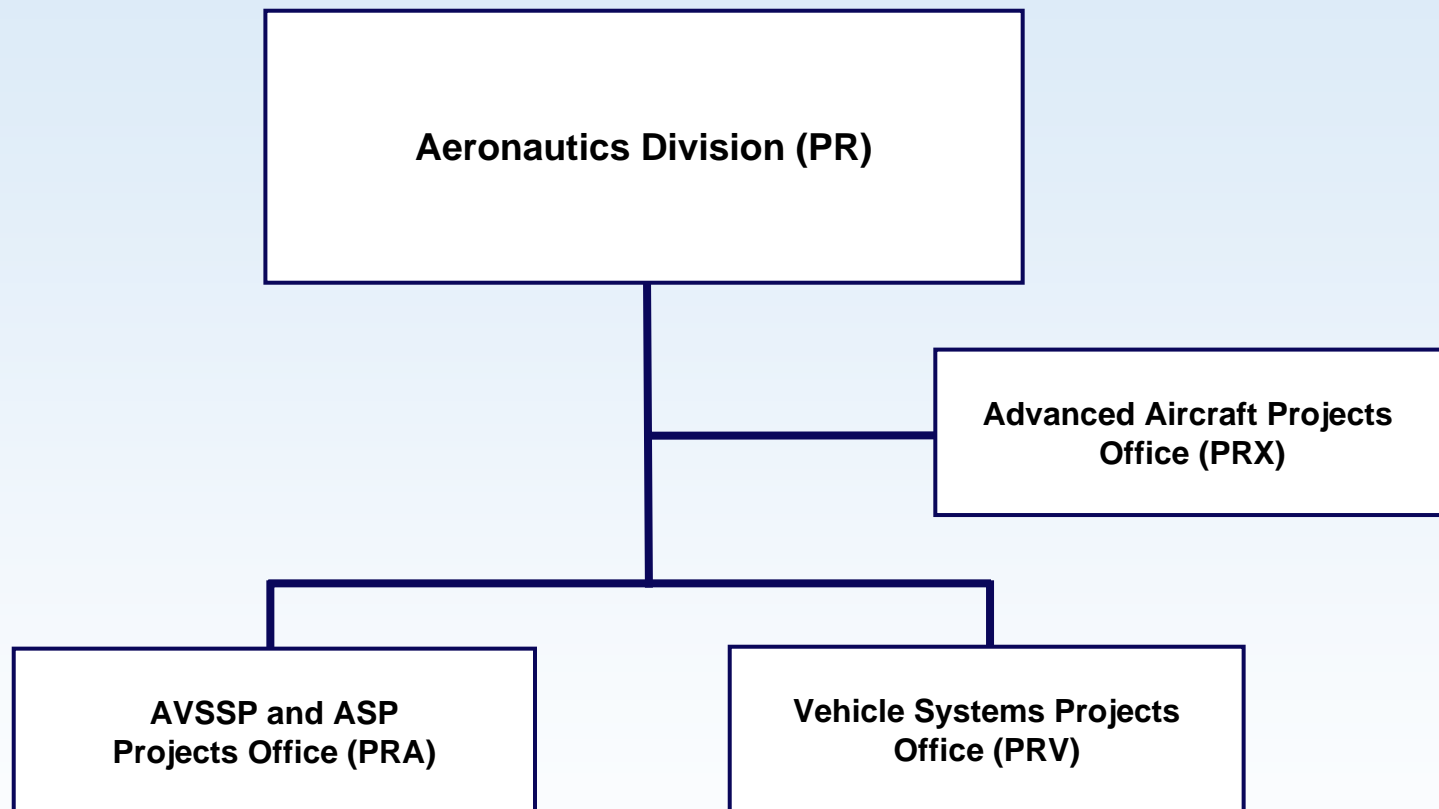 Aeronautics Division (PR)
Advanced Aircraft Projects
Office (PRX)
AVSSP and ASP
Projects Office (PRA)
Vehicle Systems Projects
Office (PRV)